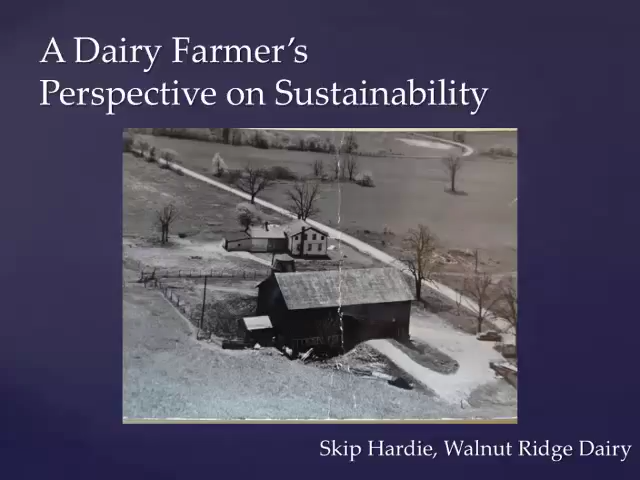 A Dairy Farmer’s
Perspective on Sustainability
Skip Hardie, Walnut Ridge Dairy